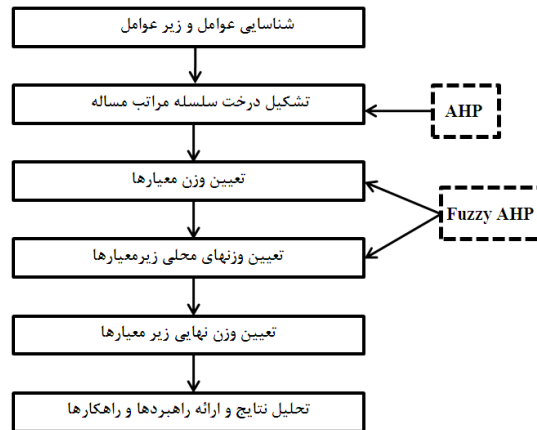 شناسایی عوامل و زیر عوامل
تشکیل درخت سلسله مراتب مساله
AHP
تعیین وزن معیارها
Fuzzy AHP
تعیین وزنهای محلی زیرمعیارها
تعیین وزن نهایی زیر معیارها
تحلیل نتایج و ارائه راهبردها و راهکارها